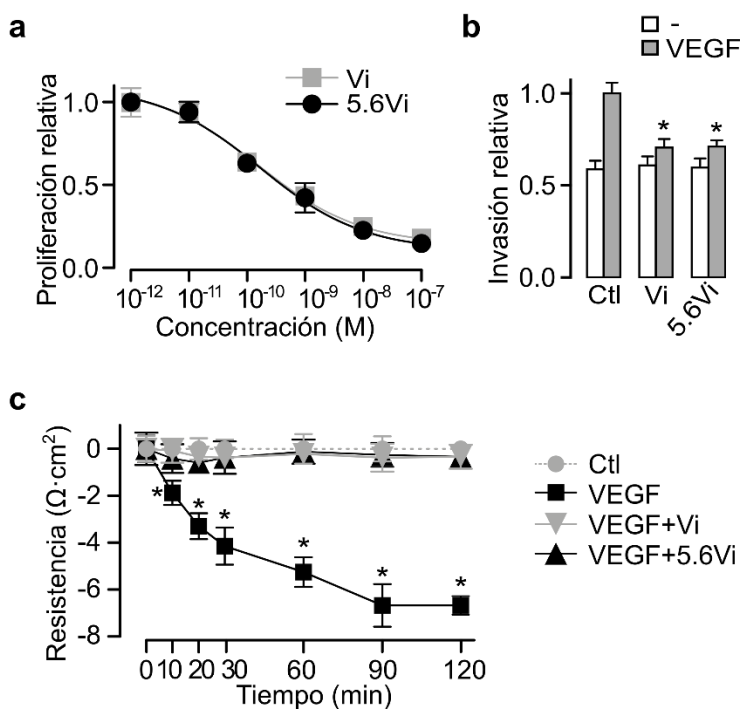 a
Vi
5.6Vi
Proliferación relativa
1.0
0.5
0.0
10-12 10-11 10-10 10-9 10-8 10-7
Concentración (M)
b
-
VEGF
Invasión relativa
1.0
0.5
0.0
* *
Ctl Vi 5.6Vi
c
Resistencia (Ω·cm²)
0
-2
-4
-6
-8
* * * * * *
0 10 20 30 60 90 120
Tiempo (min)
Ctl
VEGF
VEGF+Vi
VEGF+5.6Vi